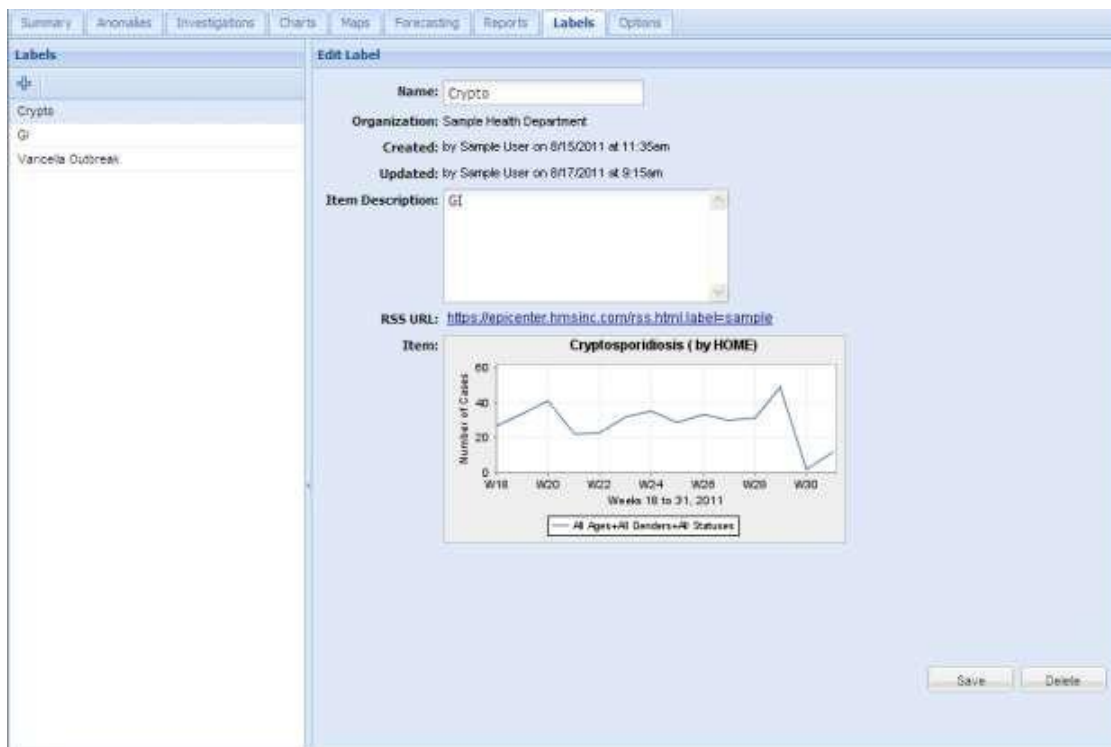 Summary Anomalies Investigations Charts Maps Forecasting Reports Labels Options
Labels
Crypto
GI
Varicella Outbreak
Edit Label
Name: Crypto
Organization: Sample Health Department
Created: by Sample User on 8/15/2011 at 11:35am
Updated: by Sample User on 8/17/2011 at 9:15am
Item Description: GI
RSS URL: https://epicenter.hmsinc.com/rss.html.label=sample
Item:
Cryptosporidiosis ( by HOME)
Number of Cases
60
40
20
0
W18 W20 W22 W24 W26 W28 W30
Weeks 18 to 31, 2011
All Ages+All Genders+All Statuses
Save Delete